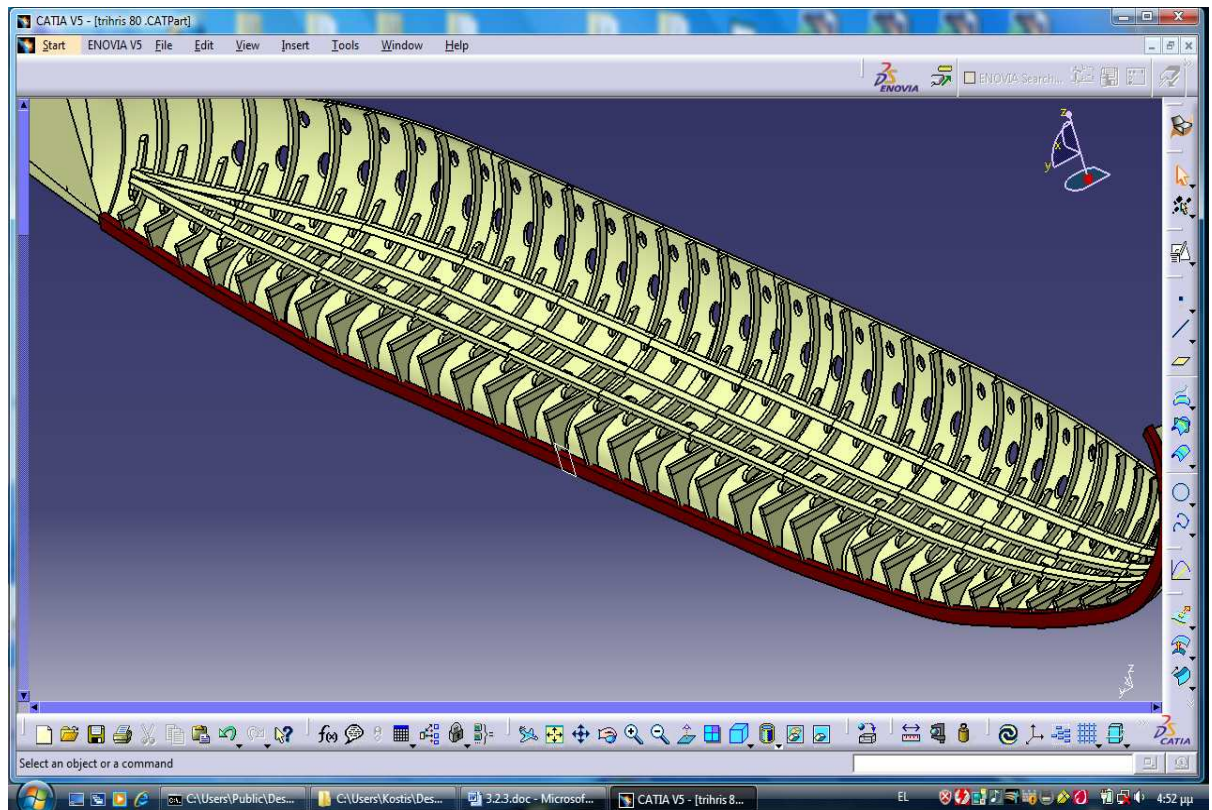 CATIA V5 - [trihris 80 .CATPart]
Start ENOVIA V5 File Edit View Insert Tools Window Help
ENOVIA
ENOVIA Search...
z
x
y
z
f(x)
CATIA
Select an object or a command
C:\Users\Public\Des... C:\Users\Kostis\Des... 3.2.3.doc - Microsof... CATIA V5 - [trihris 8... EL 4:52 μμ